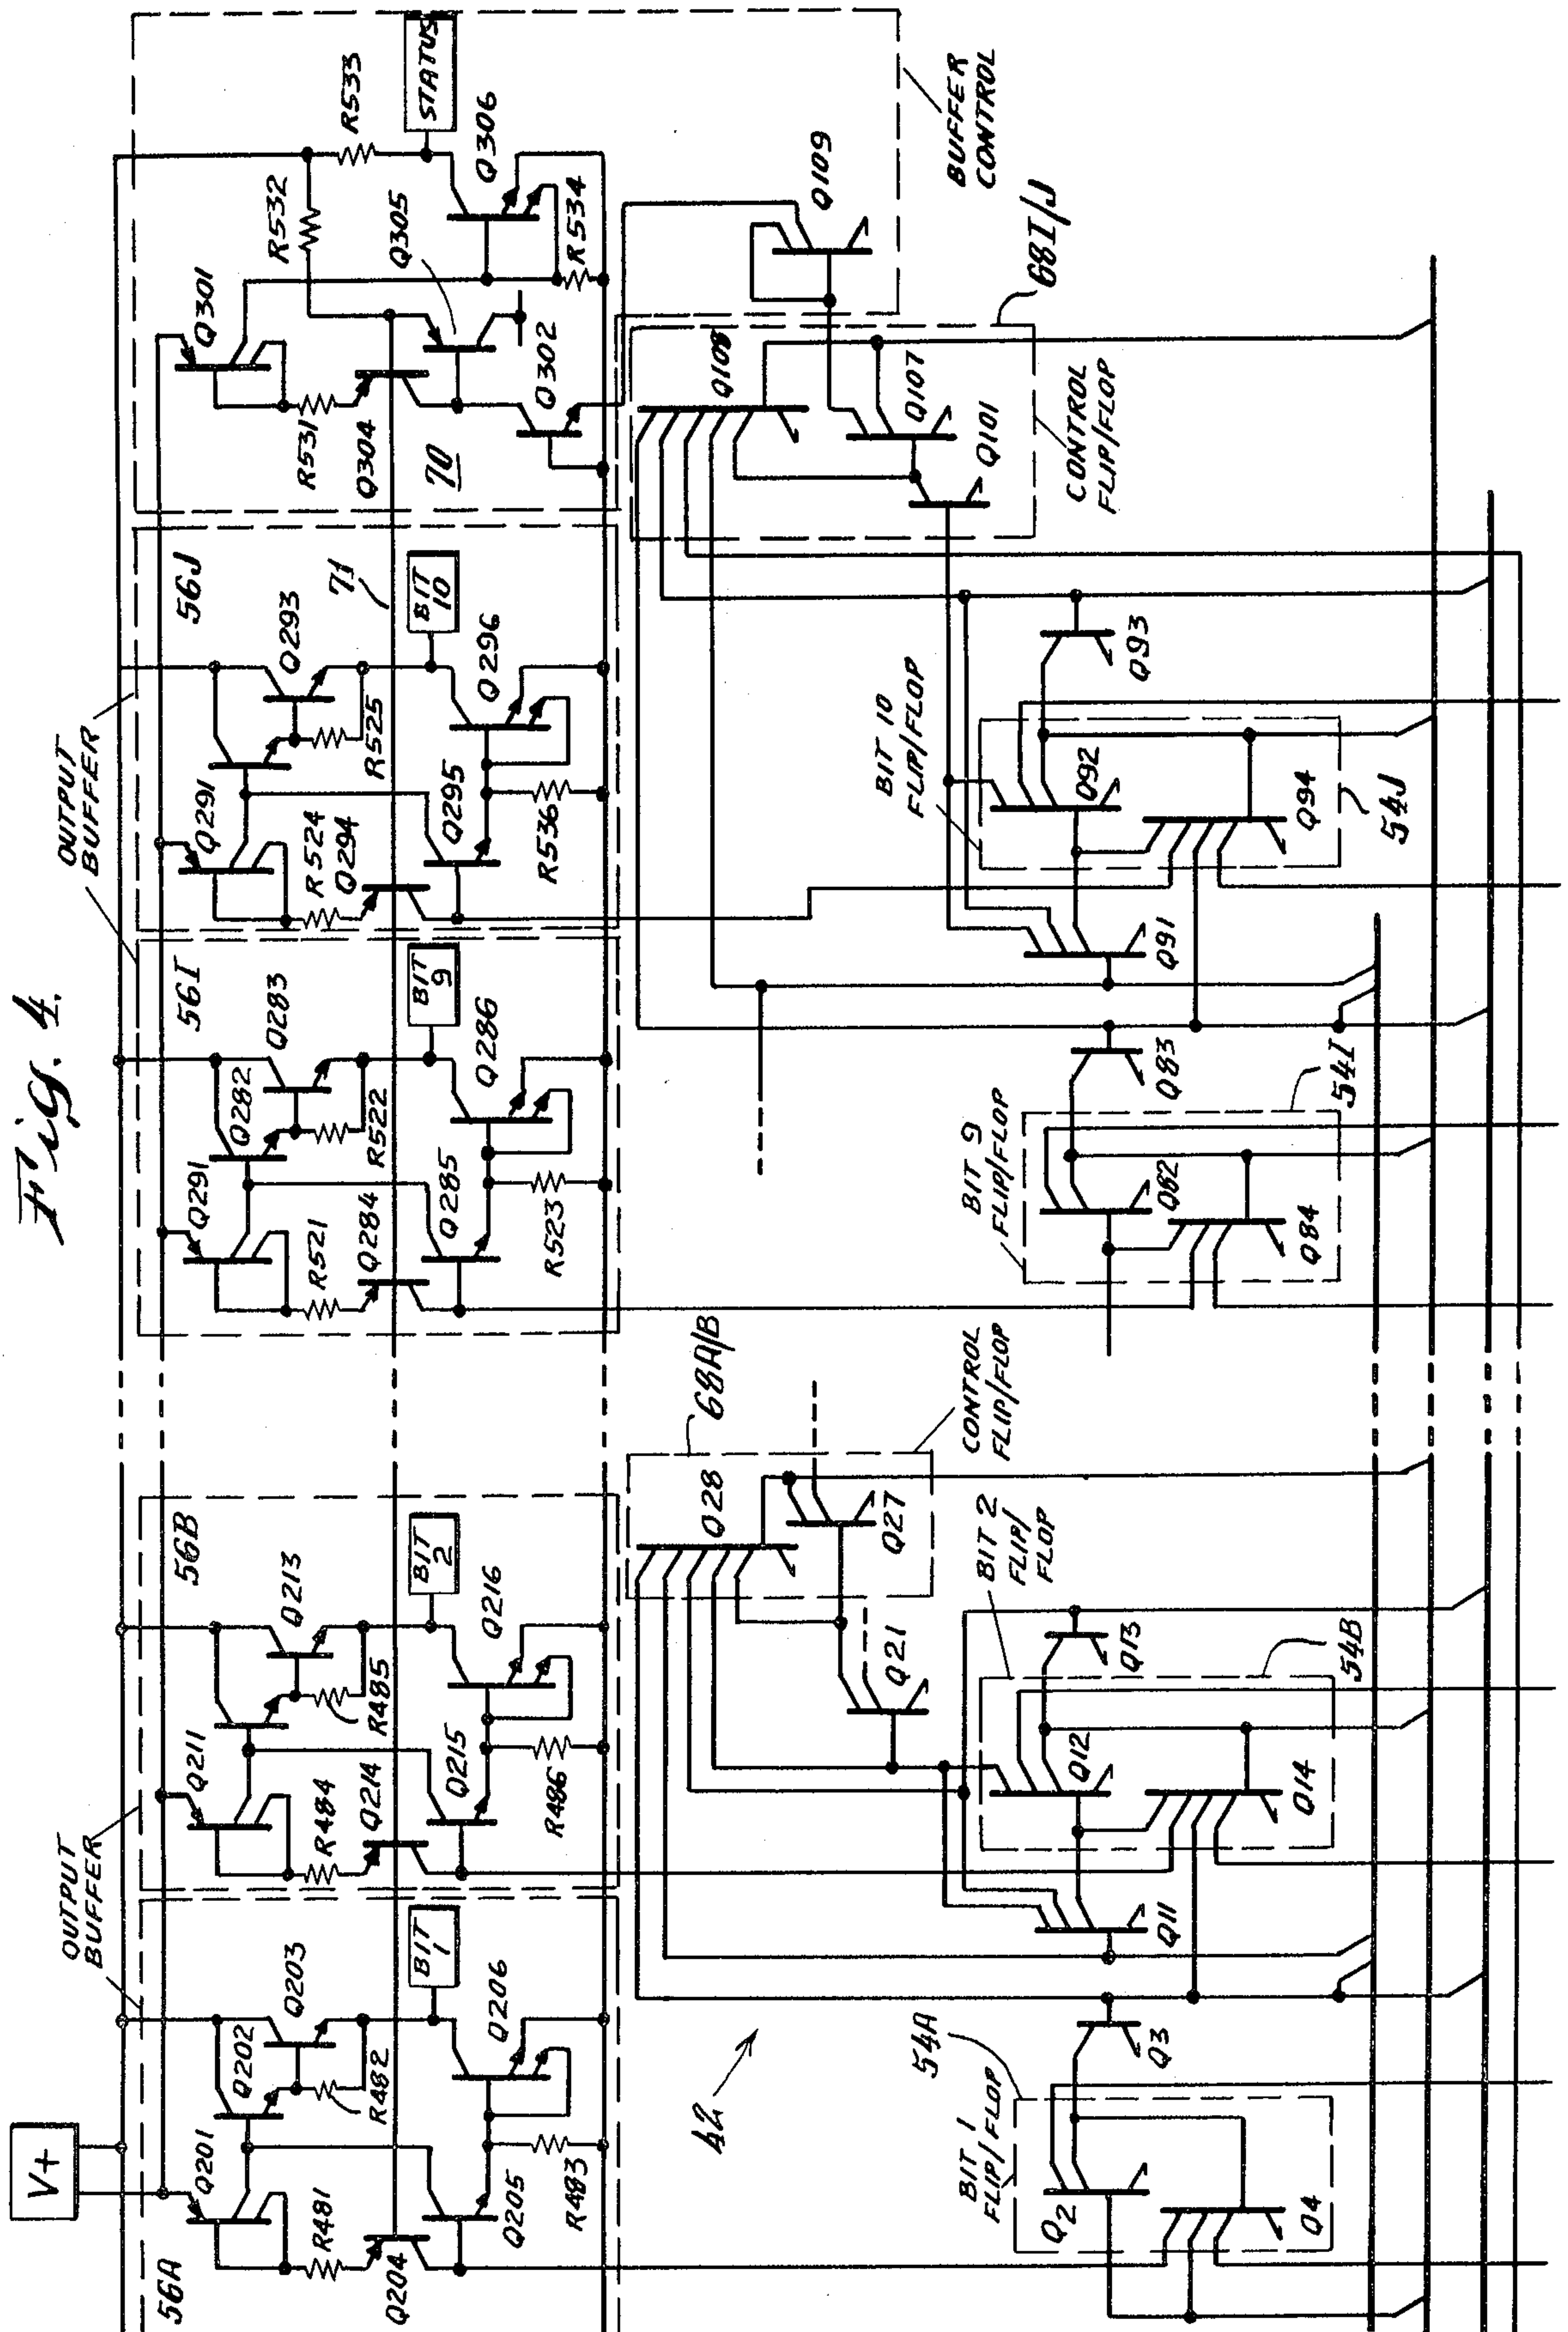 Fig. 4.
V+
OUTPUT
BUFFER
OUTPUT
BUFFER
56A
Q201
Q202
Q203
R481
R482
Q204
Q205
Q206
R483
BIT
1
56B
Q211
Q213
R484
R485
Q214
Q215
Q216
R486
BIT
2
56I
Q291
Q282
Q283
R521
R522
Q284
Q285
Q286
R523
BIT
9
56J
Q291
Q293
R524
R525
Q294
Q295
Q296
R536
71
BIT
10
Q301
R531
R532
R533
Q304
Q305
Q302
Q306
R534
70
STATUS
BUFFER
CONTROL
Q109
68I/J
Q108
Q107
Q101
CONTROL
FLIP/FLOP
68A/B
Q28
Q27
CONTROL
FLIP/FLOP
Q21
42
54A
BIT 1
FLIP/FLOP
Q2
Q3
Q4
BIT 2
FLIP/
FLOP
Q11
Q12
Q13
Q14
54B
BIT 9
FLIP/FLOP
Q82
Q83
Q84
54I
BIT 10
FLIP/FLOP
Q91
Q92
Q93
Q94
54J